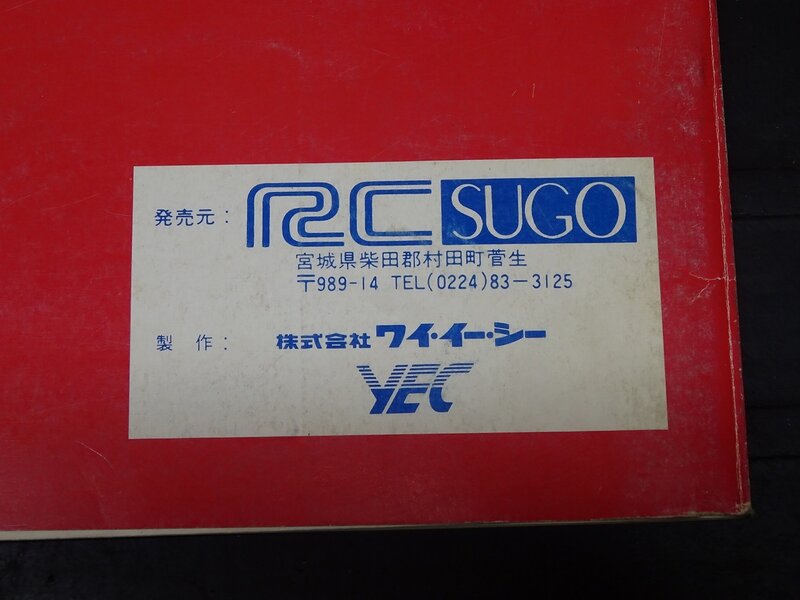 発売元: RC SUGO
宮城県柴田郡村田町菅生
〒989-14 TEL(0224)83-3125
製 作: 株式会社ワイ・イー・シー
YEC